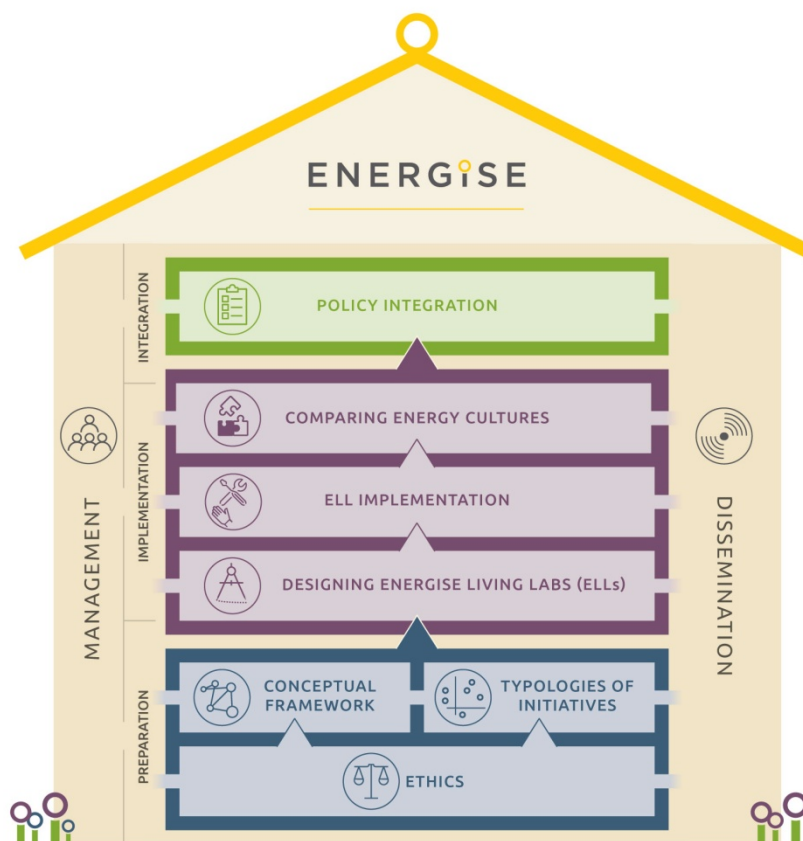 ENERGISE
INTEGRATION
POLICY INTEGRATION
IMPLEMENTATION
COMPARING ENERGY CULTURES
ELL IMPLEMENTATION
DESIGNING ENERGISE LIVING LABS (ELLs)
MANAGEMENT
DISSEMINATION
PREPARATION
CONCEPTUAL
FRAMEWORK
TYPOLOGIES OF
INITIATIVES
ETHICS